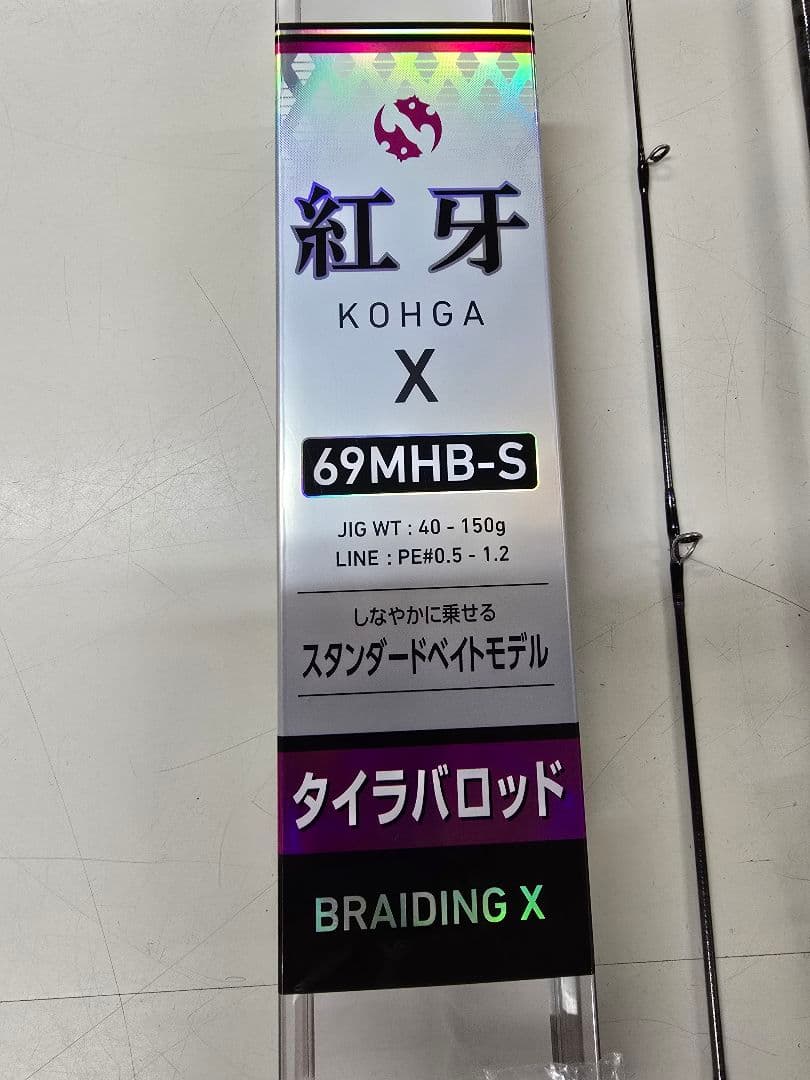 紅牙
KOHGA
X
69MHB-S
JIG WT : 40 - 150g
LINE : PE#0.5 - 1.2
しなやかに乗せる
スタンダードベイトモデル
タイラバロッド
BRAIDING X